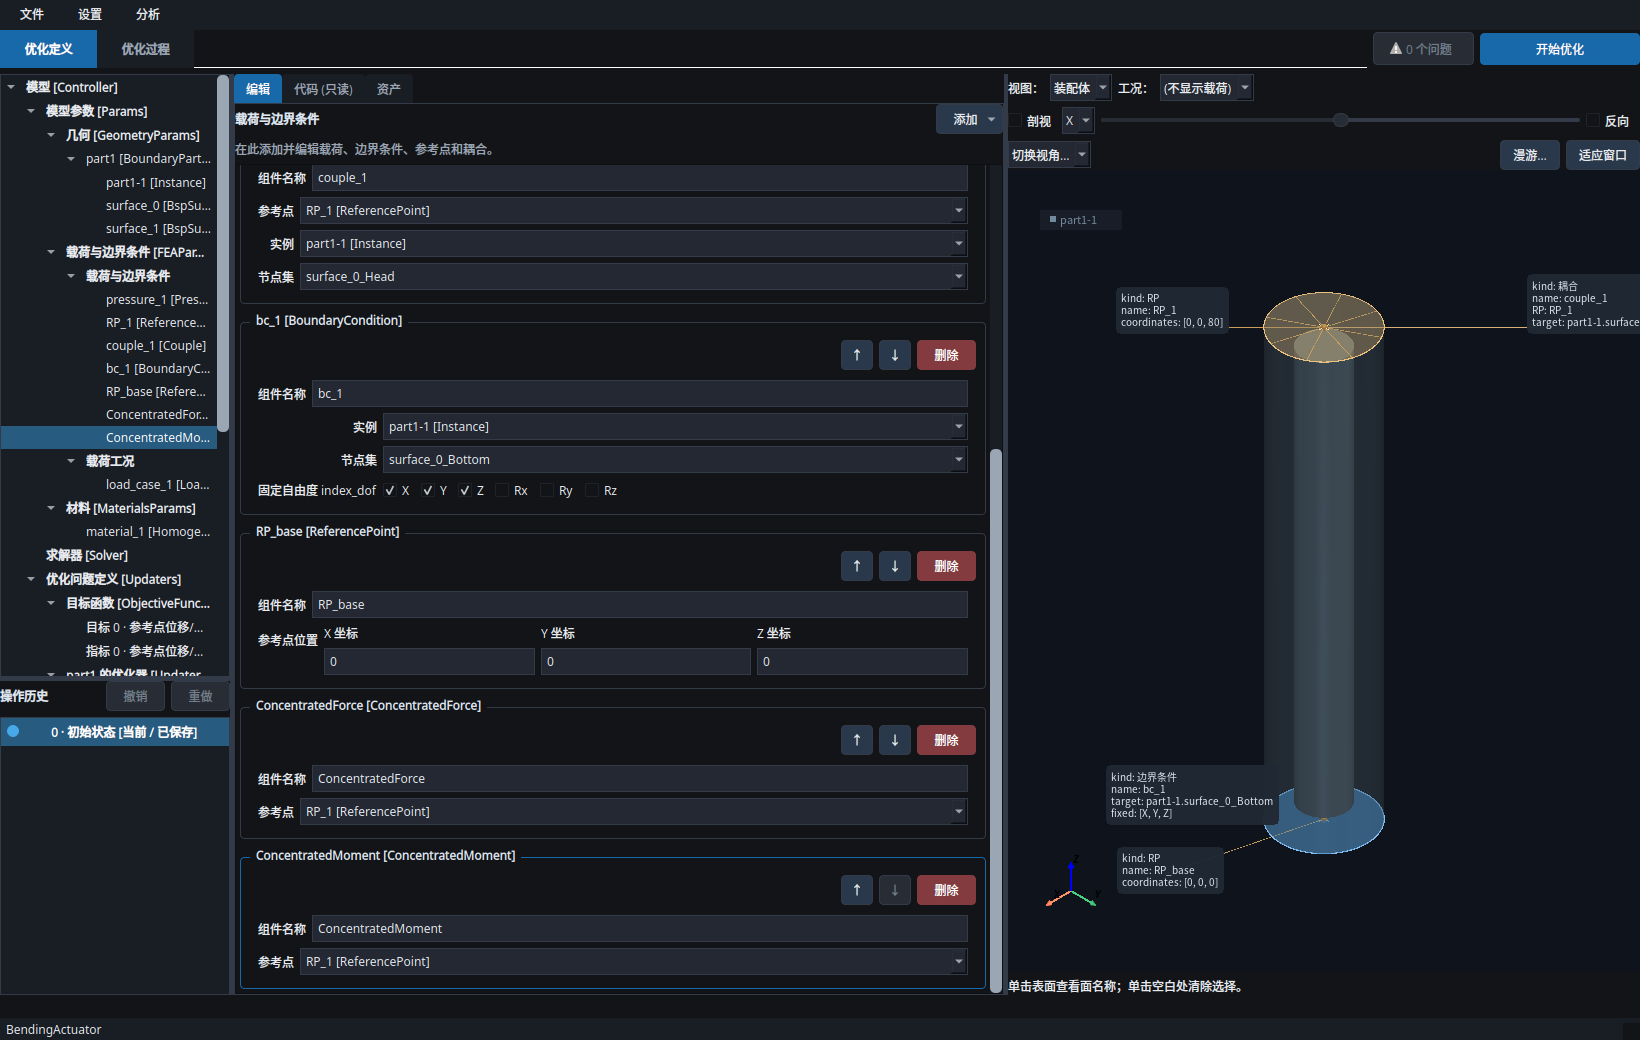 文件 设置 分析
优化定义 优化过程
0 个问题
开始优化
模型 [Controller]
模型参数 [Params]
几何 [GeometryParams]
part1 [BoundaryPart...
part1-1 [Instance]
surface_0 [BspSu...
surface_1 [BspSu...
载荷与边界条件 [FEAPar...
载荷与边界条件
pressure_1 [Pres...
RP_1 [Reference...
couple_1 [Couple]
bc_1 [BoundaryC...
RP_base [Refere...
ConcentratedFor...
ConcentratedMo...
载荷工况
load_case_1 [Loa...
材料 [MaterialsParams]
material_1 [Homoge...
求解器 [Solver]
优化问题定义 [Updaters]
目标函数 [ObjectiveFunc...
目标 0 · 参考点位移/...
指标 0 · 参考点位移/...
part1 的优化器 [Updater...
操作历史 撤销 重做
0 · 初始状态 [当前 / 已保存]
编辑 代码 (只读) 资产
载荷与边界条件 添加
在此添加并编辑载荷、边界条件、参考点和耦合。
组件名称 couple_1
参考点 RP_1 [ReferencePoint]
实例 part1-1 [Instance]
节点集 surface_0_Head
bc_1 [BoundaryCondition]
↑ ↓ 删除
组件名称 bc_1
实例 part1-1 [Instance]
节点集 surface_0_Bottom
固定自由度 index_dof X Y Z Rx Ry Rz
RP_base [ReferencePoint]
↑ ↓ 删除
组件名称 RP_base
参考点位置 X 坐标 Y 坐标 Z 坐标
0 0 0
ConcentratedForce [ConcentratedForce]
↑ ↓ 删除
组件名称 ConcentratedForce
参考点 RP_1 [ReferencePoint]
ConcentratedMoment [ConcentratedMoment]
↑ ↓ 删除
组件名称 ConcentratedMoment
参考点 RP_1 [ReferencePoint]
视图: 装配体 工况: (不显示载荷)
剖视 X 反向
切换视角... 漫游... 适应窗口
part1-1
kind: RP
name: RP_1
coordinates: [0, 0, 80]
kind: 耦合
name: couple_1
RP: RP_1
target: part1-1.surface
kind: 边界条件
name: bc_1
target: part1-1.surface_0_Bottom
fixed: [X, Y, Z]
kind: RP
name: RP_base
coordinates: [0, 0, 0]
Z
单击表面查看面名称；单击空白处清除选择。
BendingActuator